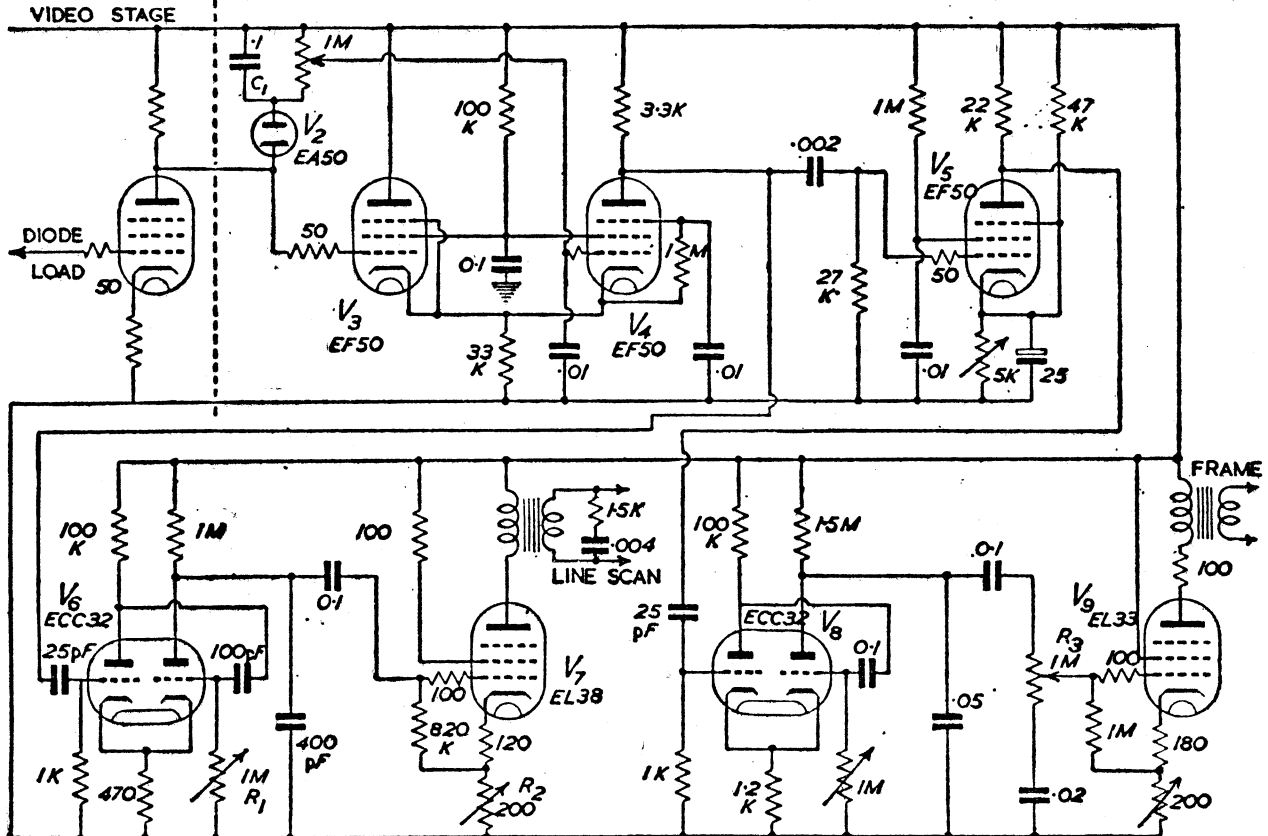 VIDEO STAGE
.1
C1
1M
V2
EA50
100
K
3.3K
1M
22
K
47
K
.002
V5
EF50
DIODE
LOAD
50
50
0.1
1
M
27
K
50
V3
EF50
V4
EF50
33
K
.01
.01
.01
5K
25
FRAME
100
K
1M
100
1.5K
.004
LINE SCAN
100
K
1.5M
0.1
100
V6
ECC32
25pF
100pF
0.1
V7
EL38
100
25
pF
ECC32
V8
0.1
V9
EL33
R3
1M
100
400
pF
820
K
120
.05
1M
180
1K
470
1M
R1
R2
200
1K
1.2
K
1M
.02
200